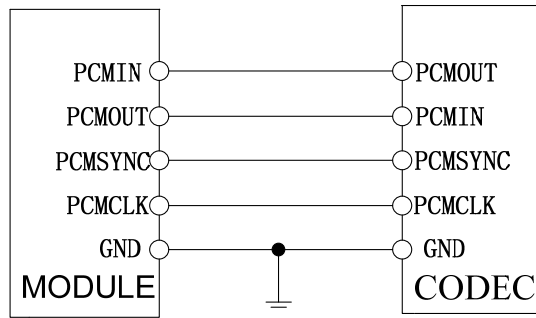 PCMIN PCMOUT
PCMOUT PCMIN
PCMSYNC PCMSYNC
PCMCLK PCMCLK
GND GND
MODULE CODEC